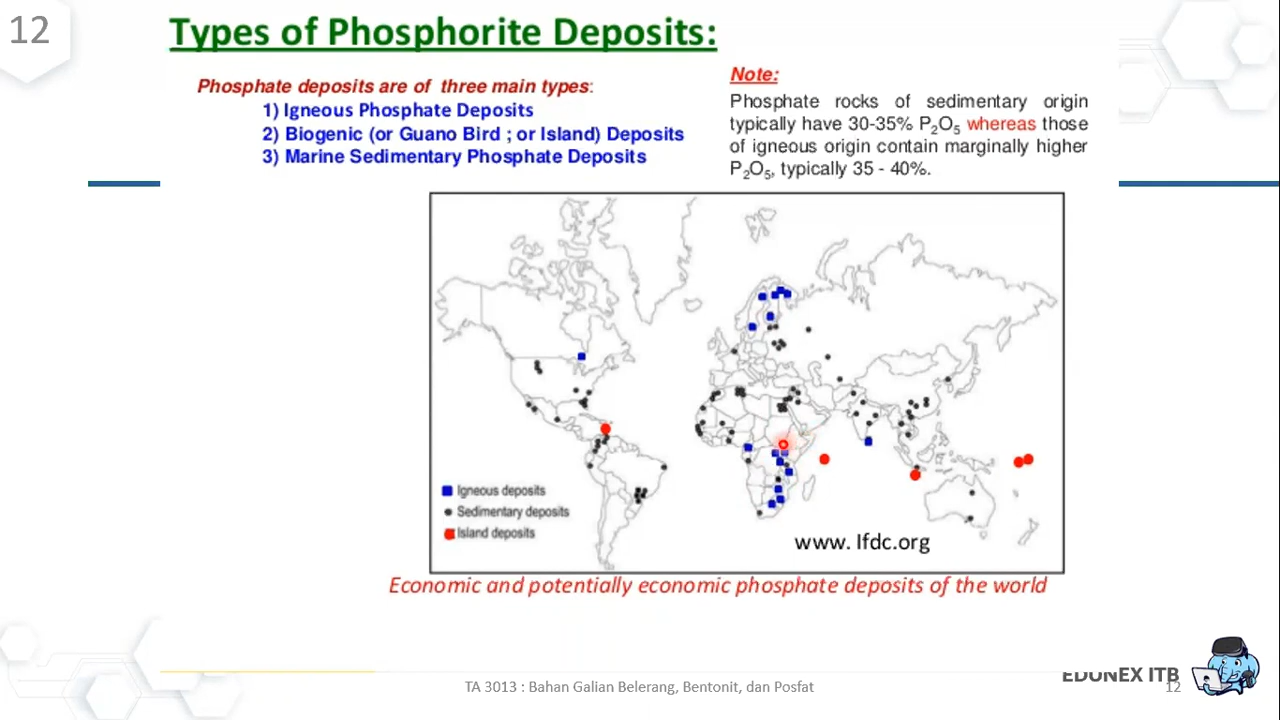 12
Types of Phosphorite Deposits:
Phosphate deposits are of three main types:
1) Igneous Phosphate Deposits
2) Biogenic (or Guano Bird ; or Island) Deposits
3) Marine Sedimentary Phosphate Deposits
Note:
Phosphate rocks of sedimentary origin
typically have 30-35% P₂O₅ whereas those
of igneous origin contain marginally higher
P₂O₅, typically 35 - 40%.
Igneous deposits
Sedimentary deposits
Island deposits
www. Ifdc.org
Economic and potentially economic phosphate deposits of the world
TA 3013 : Bahan Galian Belerang, Bentonit, dan Posfat
EDUNEX ITB
12